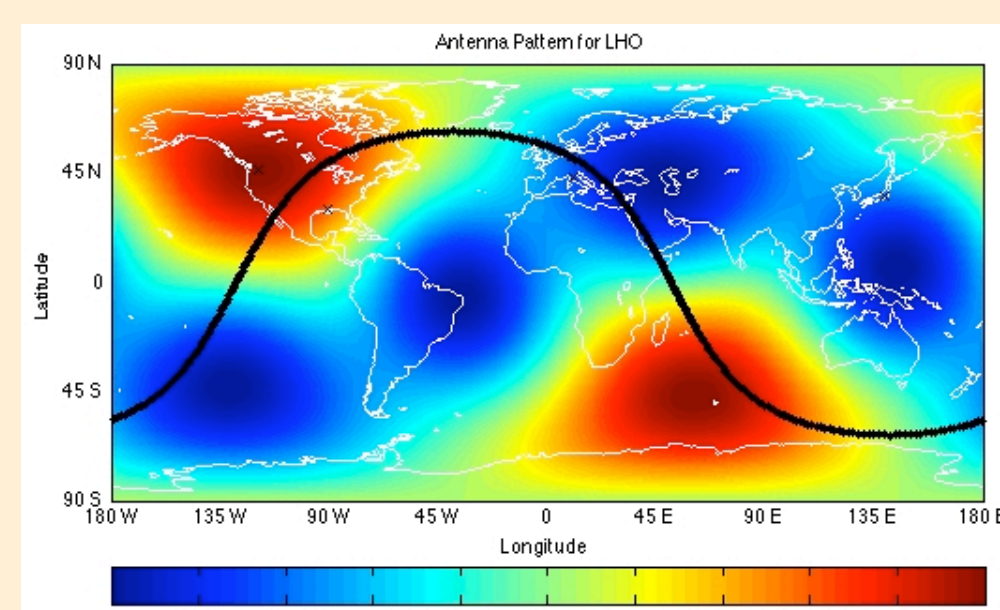 Antenna Pattern for LHO
90 N
45 N
0
45 S
90 S
Latitude
180 W 135 W 90 W 45 W 0 45 E 90 E 135 E 180 E
Longitude